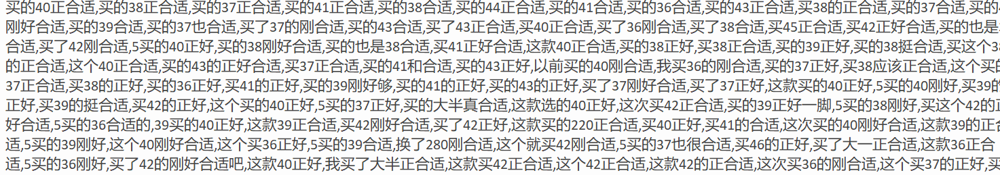 买的40正合适,买的38正合适,买的37正合适,买的41正合适,买的38合适,买的44正合适,买的41合适,买的36合适,买的43正合适,买38的正合适,买的37合适,买的
刚好合适,买的39合适,买的37也合适,买了37的刚合适,买的43合适,买了43正合适,买40正合适,买了36刚合适,买了38合适,买45正合适,买42正好合适,买的也是
合适,买了42刚合适,5买的40正好,买的38刚好合适,买的也是38合适,买41正好合适,这款40正合适,买的38正好,买38正合适,买的39正好,买的38挺合适,买这个38
的正合适,这个40正合适,买的43的正好合适,买37正合适,买的41和合适,买的43正好,以前买的40刚合适,我买36的刚合适,买的37正好,买38应该正合适,这个买的
37正合适,买38的正好,买的36正好,买41的正好,买的39刚好够,买的41的正好,买的43的正好,买了37刚好合适,买了37正好,这款买的40正好,5买的40刚好,买39的
正好,买39的挺合适,买42的正好,这个买的40正好,5买的37正好,买的大半真合适,这款选的40正好,这次买42正合适,买的39正好一脚,5买的38刚好,买这个42的正
好合适,5买的36合适的,39买的40正好,这款39正合适,买42刚好合适,买了42正好,这款买的220正合适,买40正好,买41的合适,这次买的40刚好合适,这款39的正合
适,5买的39刚好,这个40刚好合适,这个买36正好,5买的39合适,换了280刚合适,这个就买42刚合适,5买的37也很合适,买46的正好,买了大一正合适,这款36正合
适,5买的36刚好,买了42的刚好合适吧,这款40正好,我买了大半正合适,这款买42正合适,这个42正合适,这款42的正合适,这次买36的刚合适,这个买37的正好,买